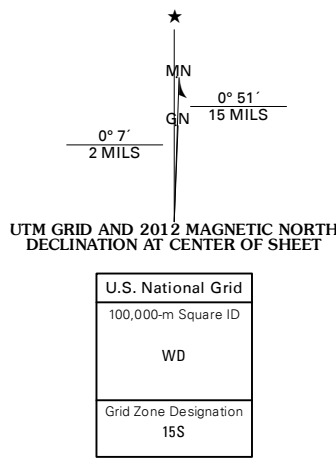 ★
MN
0° 51´
15 MILS
GN
0° 7´
2 MILS
UTM GRID AND 2012 MAGNETIC NORTH
DECLINATION AT CENTER OF SHEET
U.S. National Grid
100,000-m Square ID
WD
Grid Zone Designation
15S